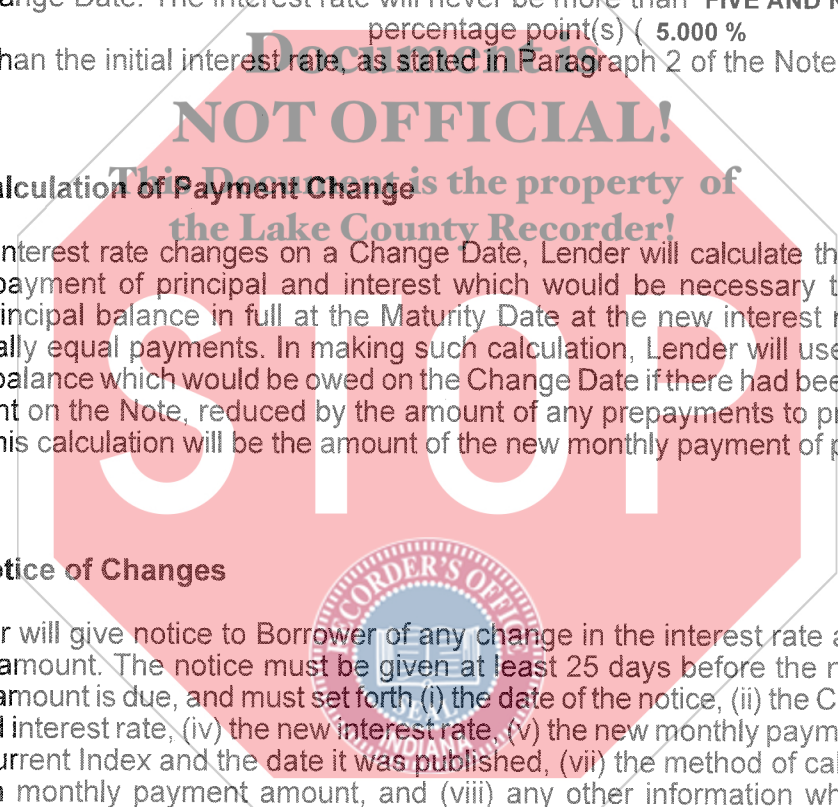 ange Date. The interest rate will never be more than FIVE AND N
percentage point(s) ( 5.000 %
han the initial interest rate, as stated in Paragraph 2 of the Note
Document is
NOT OFFICIAL!
This Document is the property of
the Lake County Recorder!
alculation of Payment Change
nterest rate changes on a Change Date, Lender will calculate th
payment of principal and interest which would be necessary t
incipal balance in full at the Maturity Date at the new interest r
ally equal payments. In making such calculation, Lender will use
balance which would be owed on the Change Date if there had bee
nt on the Note, reduced by the amount of any prepayments to pr
his calculation will be the amount of the new monthly payment of p
STOP
otice of Changes
r will give notice to Borrower of any change in the interest rate a
amount. The notice must be given at least 25 days before the n
amount is due, and must set forth (i) the date of the notice, (ii) the C
d interest rate, (iv) the new interest rate, (v) the new monthly paym
urrent Index and the date it was published, (vii) the method of cal
n monthly payment amount, and (viii) any other information wh
RECORDER'S OFFICE
SEAL
INDIANA